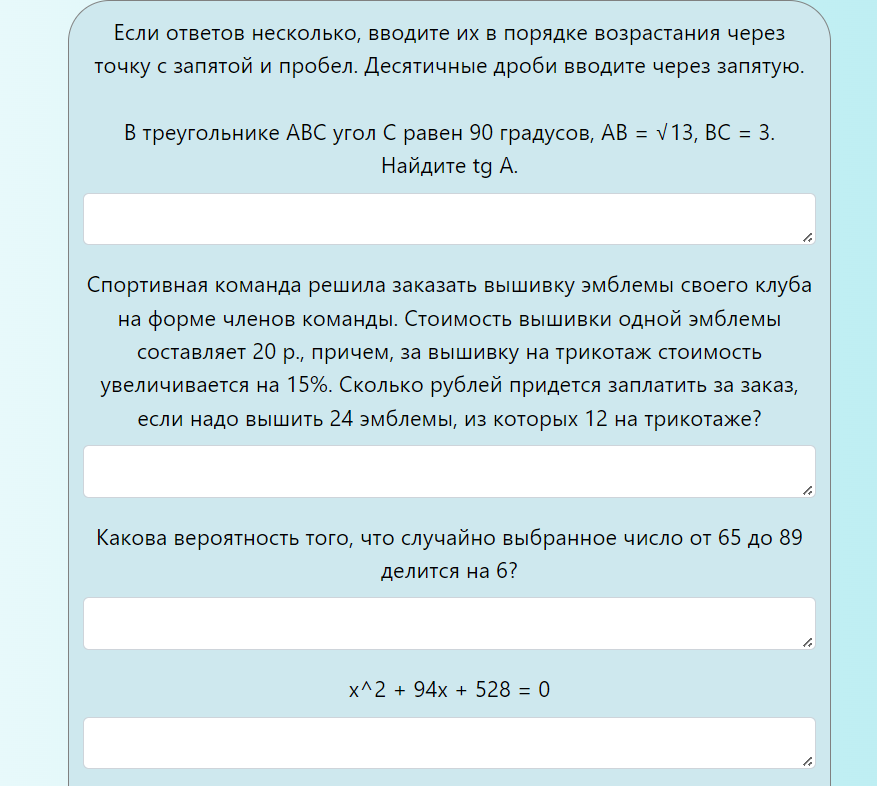 Если ответов несколько, вводите их в порядке возрастания через
точку с запятой и пробел. Десятичные дроби вводите через запятую.
В треугольнике ABC угол C равен 90 градусов, AB = √13, BC = 3.
Найдите tg A.
Спортивная команда решила заказать вышивку эмблемы своего клуба
на форме членов команды. Стоимость вышивки одной эмблемы
составляет 20 р., причем, за вышивку на трикотаж стоимость
увеличивается на 15%. Сколько рублей придется заплатить за заказ,
если надо вышить 24 эмблемы, из которых 12 на трикотаже?
Какова вероятность того, что случайно выбранное число от 65 до 89
делится на 6?
x^2 + 94x + 528 = 0